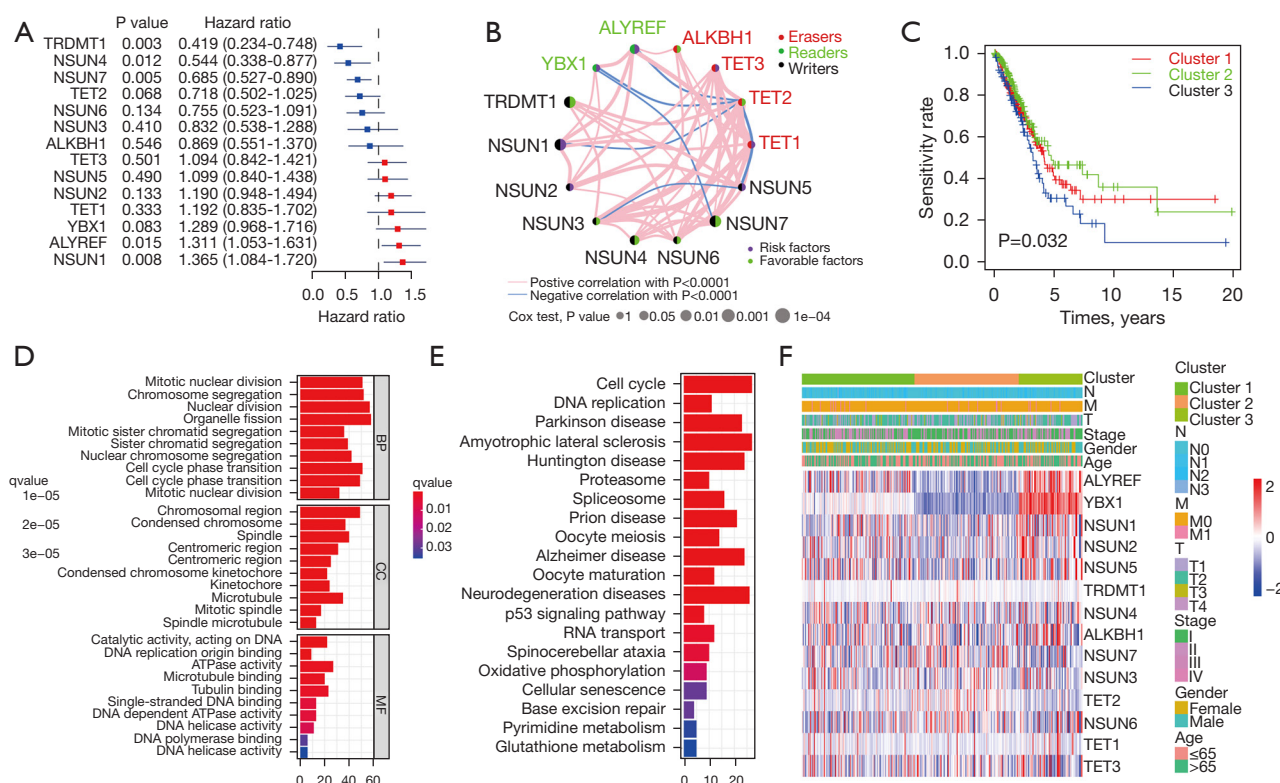 A
P value Hazard ratio
TRDMT1 0.003 0.419 (0.234-0.748)
NSUN4 0.012 0.544 (0.338-0.877)
NSUN7 0.005 0.685 (0.527-0.890)
TET2 0.068 0.718 (0.502-1.025)
NSUN6 0.134 0.755 (0.523-1.091)
NSUN3 0.410 0.832 (0.538-1.288)
ALKBH1 0.546 0.869 (0.551-1.370)
TET3 0.501 1.094 (0.842-1.421)
NSUN5 0.490 1.099 (0.840-1.438)
NSUN2 0.133 1.190 (0.948-1.494)
TET1 0.333 1.192 (0.835-1.702)
YBX1 0.083 1.289 (0.968-1.716)
ALYREF 0.015 1.311 (1.053-1.631)
NSUN1 0.008 1.365 (1.084-1.720)
0.0 0.5 1.0 1.5
Hazard ratio
B
ALYREF
ALKBH1
YBX1
TET3
TRDMT1
TET2
NSUN1
TET1
NSUN2
NSUN5
NSUN3
NSUN7
NSUN4
NSUN6
Erasers
Readers
Writers
Risk factors
Favorable factors
Postive correlation with P<0.0001
Negative correlation with P<0.0001
Cox test, P value 1 0.05 0.01 0.001 1e-04
C
Sensitivity rate
1.0
0.8
0.6
0.4
0.2
0.0
Cluster 1
Cluster 2
Cluster 3
P=0.032
0 5 10 15 20
Times, years
D
Mitotic nuclear division
Chromosome segregation
Nuclear division
Organelle fission
Mitotic sister chromatid segregation
Sister chromatid segregation
Nuclear chromosome segregation
Cell cycle phase transition
Cell cycle phase transition
Mitotic nuclear division
BP
Chromosomal region
Condensed chromosome
Spindle
Centromeric region
Centromeric region
Condensed chromosome kinetochore
Kinetochore
Microtubule
Mitotic spindle
Spindle microtubule
CC
Catalytic activity, acting on DNA
DNA replication origin binding
ATPase activity
Microtubule binding
Tubulin binding
Single-stranded DNA binding
DNA dependent ATPase activity
DNA helicase activity
DNA polymerase binding
DNA helicase activity
MF
0 20 40 60
qvalue
1e-05
2e-05
3e-05
qvalue
0.01
0.02
0.03
E
Cell cycle
DNA replication
Parkinson disease
Amyotrophic lateral sclerosis
Huntington disease
Proteasome
Spliceosome
Prion disease
Oocyte meiosis
Alzheimer disease
Oocyte maturation
Neurodegeneration diseases
p53 signaling pathway
RNA transport
Spinocerebellar ataxia
Oxidative phosphorylation
Cellular senescence
Base excision repair
Pyrimidine metabolism
Glutathione metabolism
0 10 20
F
Cluster
N
M
T
Stage
Gender
Age
ALYREF
YBX1
NSUN1
NSUN2
NSUN5
TRDMT1
NSUN4
ALKBH1
NSUN7
NSUN3
TET2
NSUN6
TET1
TET3
Cluster
Cluster 1
Cluster 2
Cluster 3
N
N0
N1
N2
N3
M
M0
M1
T
T1
T2
T3
T4
Stage
I
II
III
IV
Gender
Female
Male
Age
≤65
>65
2
0
−2